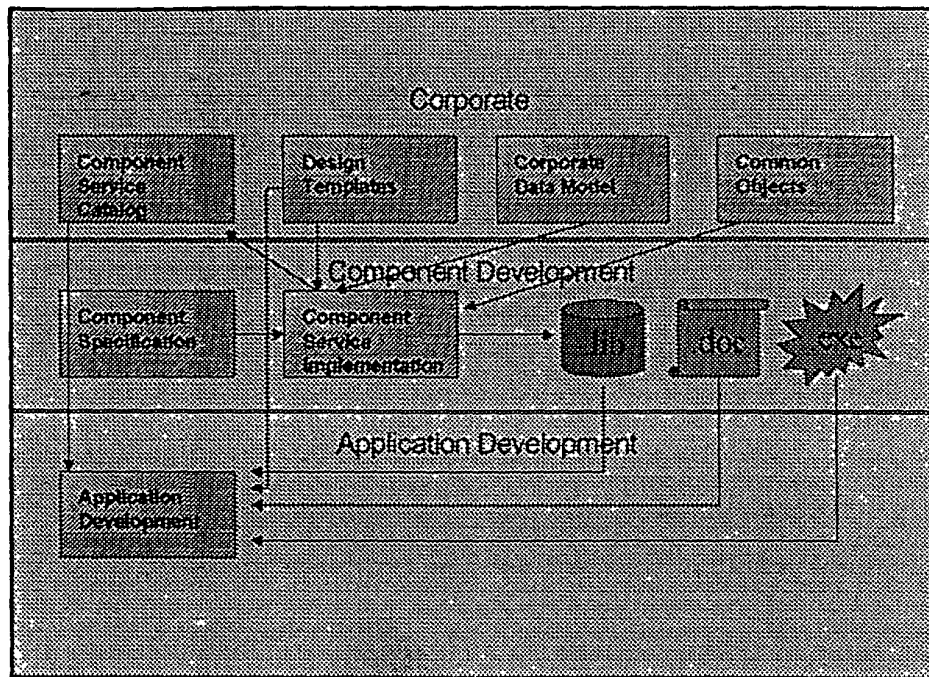 Corporate
Component
Service
Catalog
Design
Templates
Corporate
Data Model
Common
Objects
Component Development
Component
Specification
Component
Service
Implementation
.lib
.doc
.exe
Application Development
Application
Development